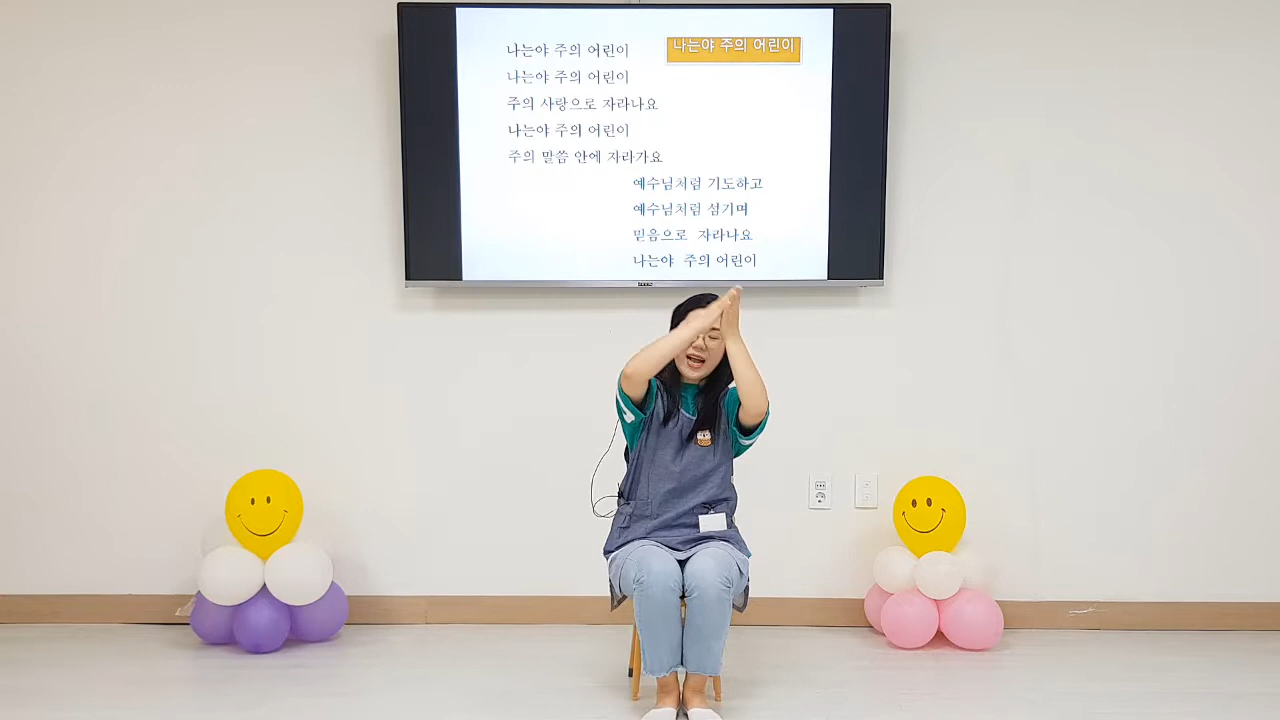 나는야 주의 어린이
나는야 주의 어린이
나는야 주의 어린이
주의 사랑으로 자라나요
나는야 주의 어린이
주의 말씀 안에 자라가요
예수님처럼 기도하고
예수님처럼 섬기며
믿음으로 자라나요
나는야 주의 어린이